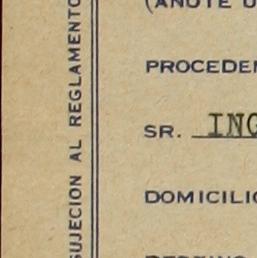 (ANOTE
PROCEDEN
SR. ING
DOMICILIO
SUJECION AL REGLAMENTO